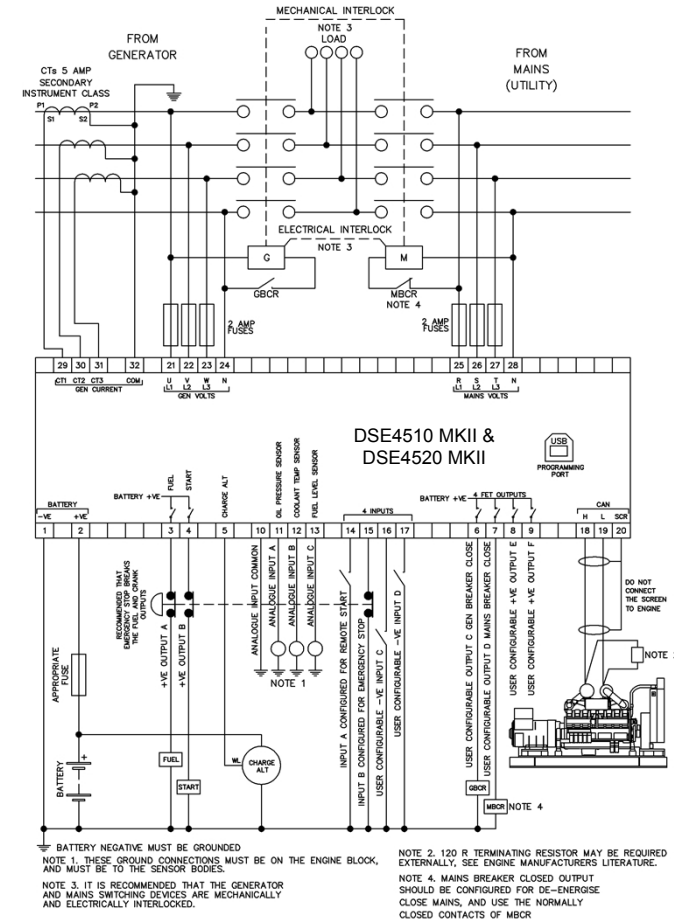 MECHANICAL INTERLOCK
NOTE 3
LOAD
FROM
GENERATOR
FROM
MAINS
(UTILITY)
CTs 5 AMP
SECONDARY
INSTRUMENT CLASS
P1 P2
S1 S2
ELECTRICAL INTERLOCK
NOTE 3
G M
GBCR
MBCR
NOTE 4
2 AMP
FUSES
2 AMP
FUSES
29 30 31 32 21 22 23 24 25 26 27 28
CT1 CT2 CT3 COM
GEN CURRENT
U V W N
L1 L2 L3
GEN VOLTS
R S T N
L1 L2 L3
MAINS VOLTS
DSE4510 MKII &
DSE4520 MKII
USB
PROGRAMMING
PORT
BATTERY
-VE +VE
BATTERY +VE
FUEL
START
CHARGE ALT
OIL PRESSURE SENSOR
COOLANT TEMP SENSOR
FUEL LEVEL SENSOR
4 INPUTS
BATTERY +VE
4 FET OUTPUTS
CAN
H L SCR
1 2 3 4 5 10 11 12 13 14 15 16 17 6 7 8 9 18 19 20
RECOMMENDED THAT
EMERGENCY STOP BREAKS
THE FUEL AND CRANK
OUTPUTS
+VE OUTPUT A
+VE OUTPUT B
ANALOGUE INPUT COMMON
ANALOGUE INPUT A
ANALOGUE INPUT B
ANALOGUE INPUT C
NOTE 1
INPUT A CONFIGURED FOR REMOTE START
INPUT B CONFIGURED FOR EMERGENCY STOP
USER CONFIGURABLE -VE INPUT C
USER CONFIGURABLE -VE INPUT D
USER CONFIGURABLE OUTPUT C GEN BREAKER CLOSE
USER CONFIGURABLE OUTPUT D MAINS BREAKER CLOSE
USER CONFIGURABLE +VE OUTPUT E
USER CONFIGURABLE +VE OUTPUT F
DO NOT
CONNECT
THE SCREEN
TO ENGINE
NOTE
APPROPRIATE
FUSE
BATTERY
+
-
FUEL
START
WL
CHARGE
ALT
GBCR
MBCR NOTE 4
BATTERY NEGATIVE MUST BE GROUNDED
NOTE 1. THESE GROUND CONNECTIONS MUST BE ON THE ENGINE BLOCK,
AND MUST BE TO THE SENSOR BODIES.
NOTE 3. IT IS RECOMMENDED THAT THE GENERATOR
AND MAINS SWITCHING DEVICES ARE MECHANICALLY
AND ELECTRICALLY INTERLOCKED.
NOTE 2. 120 R TERMINATING RESISTOR MAY BE REQUIRED
EXTERNALLY, SEE ENGINE MANUFACTURERS LITERATURE.
NOTE 4. MAINS BREAKER CLOSED OUTPUT
SHOULD BE CONFIGURED FOR DE-ENERGISE
CLOSE MAINS, AND USE THE NORMALLY
CLOSED CONTACTS OF MBCR